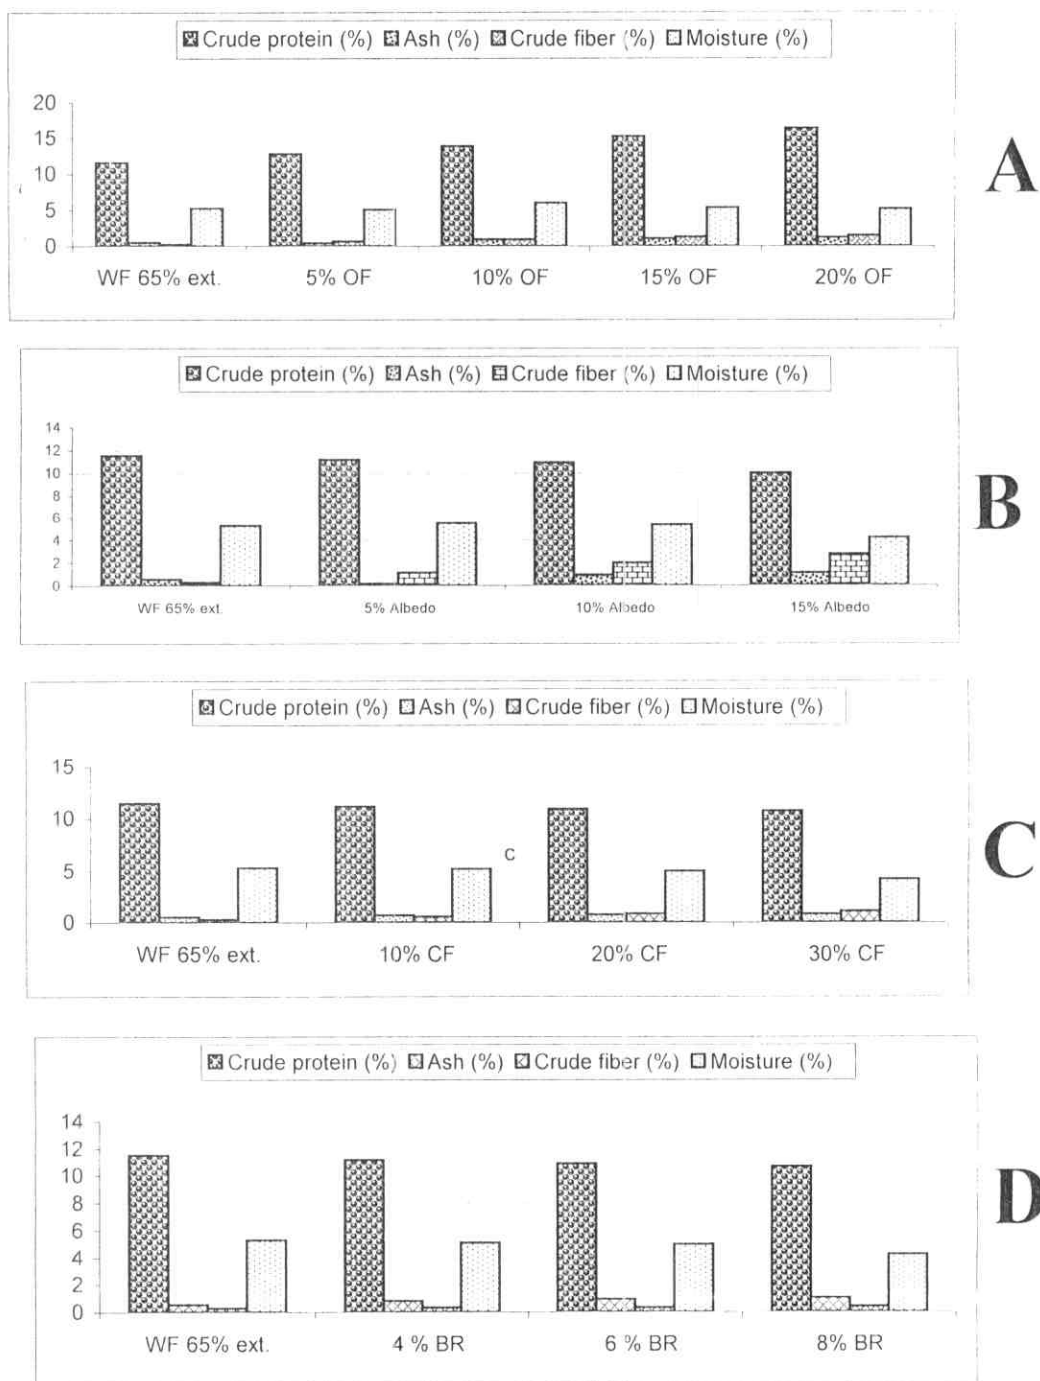 Crude protein (%) Ash (%) Crude fiber (%) Moisture (%)
20
15
10
5
0
WF 65% ext. 5% OF 10% OF 15% OF 20% OF
A
Crude protein (%) Ash (%) Crude fiber (%) Moisture (%)
14
12
10
8
6
4
2
0
WF 65% ext. 5% Albedo 10% Albedo 15% Albedo
B
Crude protein (%) Ash (%) Crude fiber (%) Moisture (%)
15
10
5
0
c
WF 65% ext. 10% CF 20% CF 30% CF
C
Crude protein (%) Ash (%) Crude fiber (%) Moisture (%)
14
12
10
8
6
4
2
0
WF 65% ext. 4 % BR 6 % BR 8% BR
D